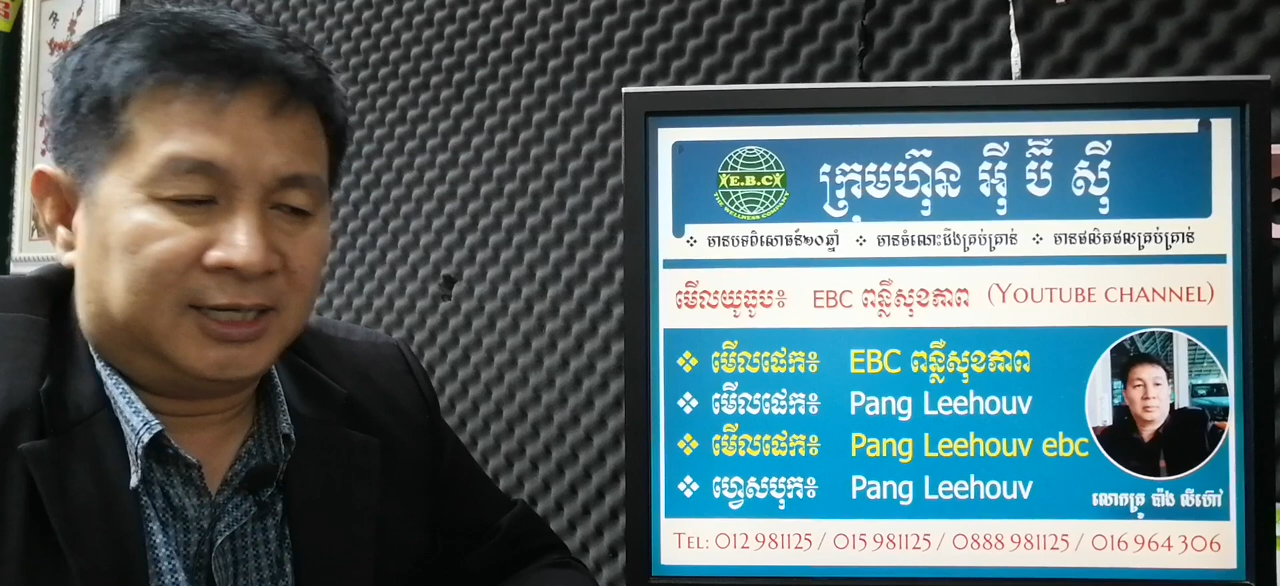 E.B.C
THE WELLNESS COMPANY
ក្រុមហ៊ុន អ៊ី ប៊ី ស៊ី
❖ មានបទពិសោធន៍២០ឆ្នាំ ❖ មានចំណេះដឹងគ្រប់គ្រាន់ ❖ មានផលិតផលគ្រប់គ្រាន់
មើលយូធូប៖ EBC ពន្លឺសុខភាព (YOUTUBE CHANNEL)
❖ មើលផេក៖ EBC ពន្លឺសុខភាព
❖ មើលផេក៖ Pang Leehouv
❖ មើលផេក៖ Pang Leehouv ebc
❖ ហ្វេសបុក៖ Pang Leehouv
លោកគ្រូ ប៉ាង លីហ៊ៅ
TEL: 012 981125 / 015 981125 / 0888 981125 / 016 964 306